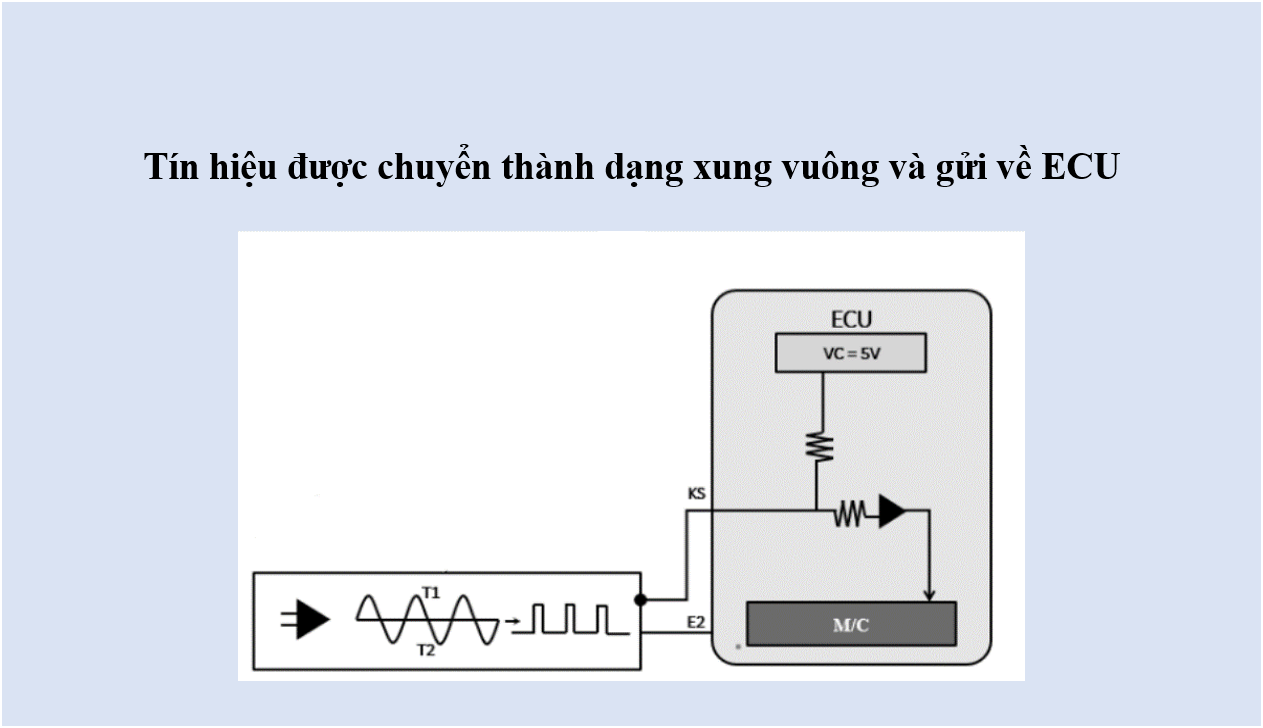 Tín hiệu được chuyển thành dạng xung vuông và gửi về ECU
ECU
VC = 5V
KS
T1
T2
E2
M/C